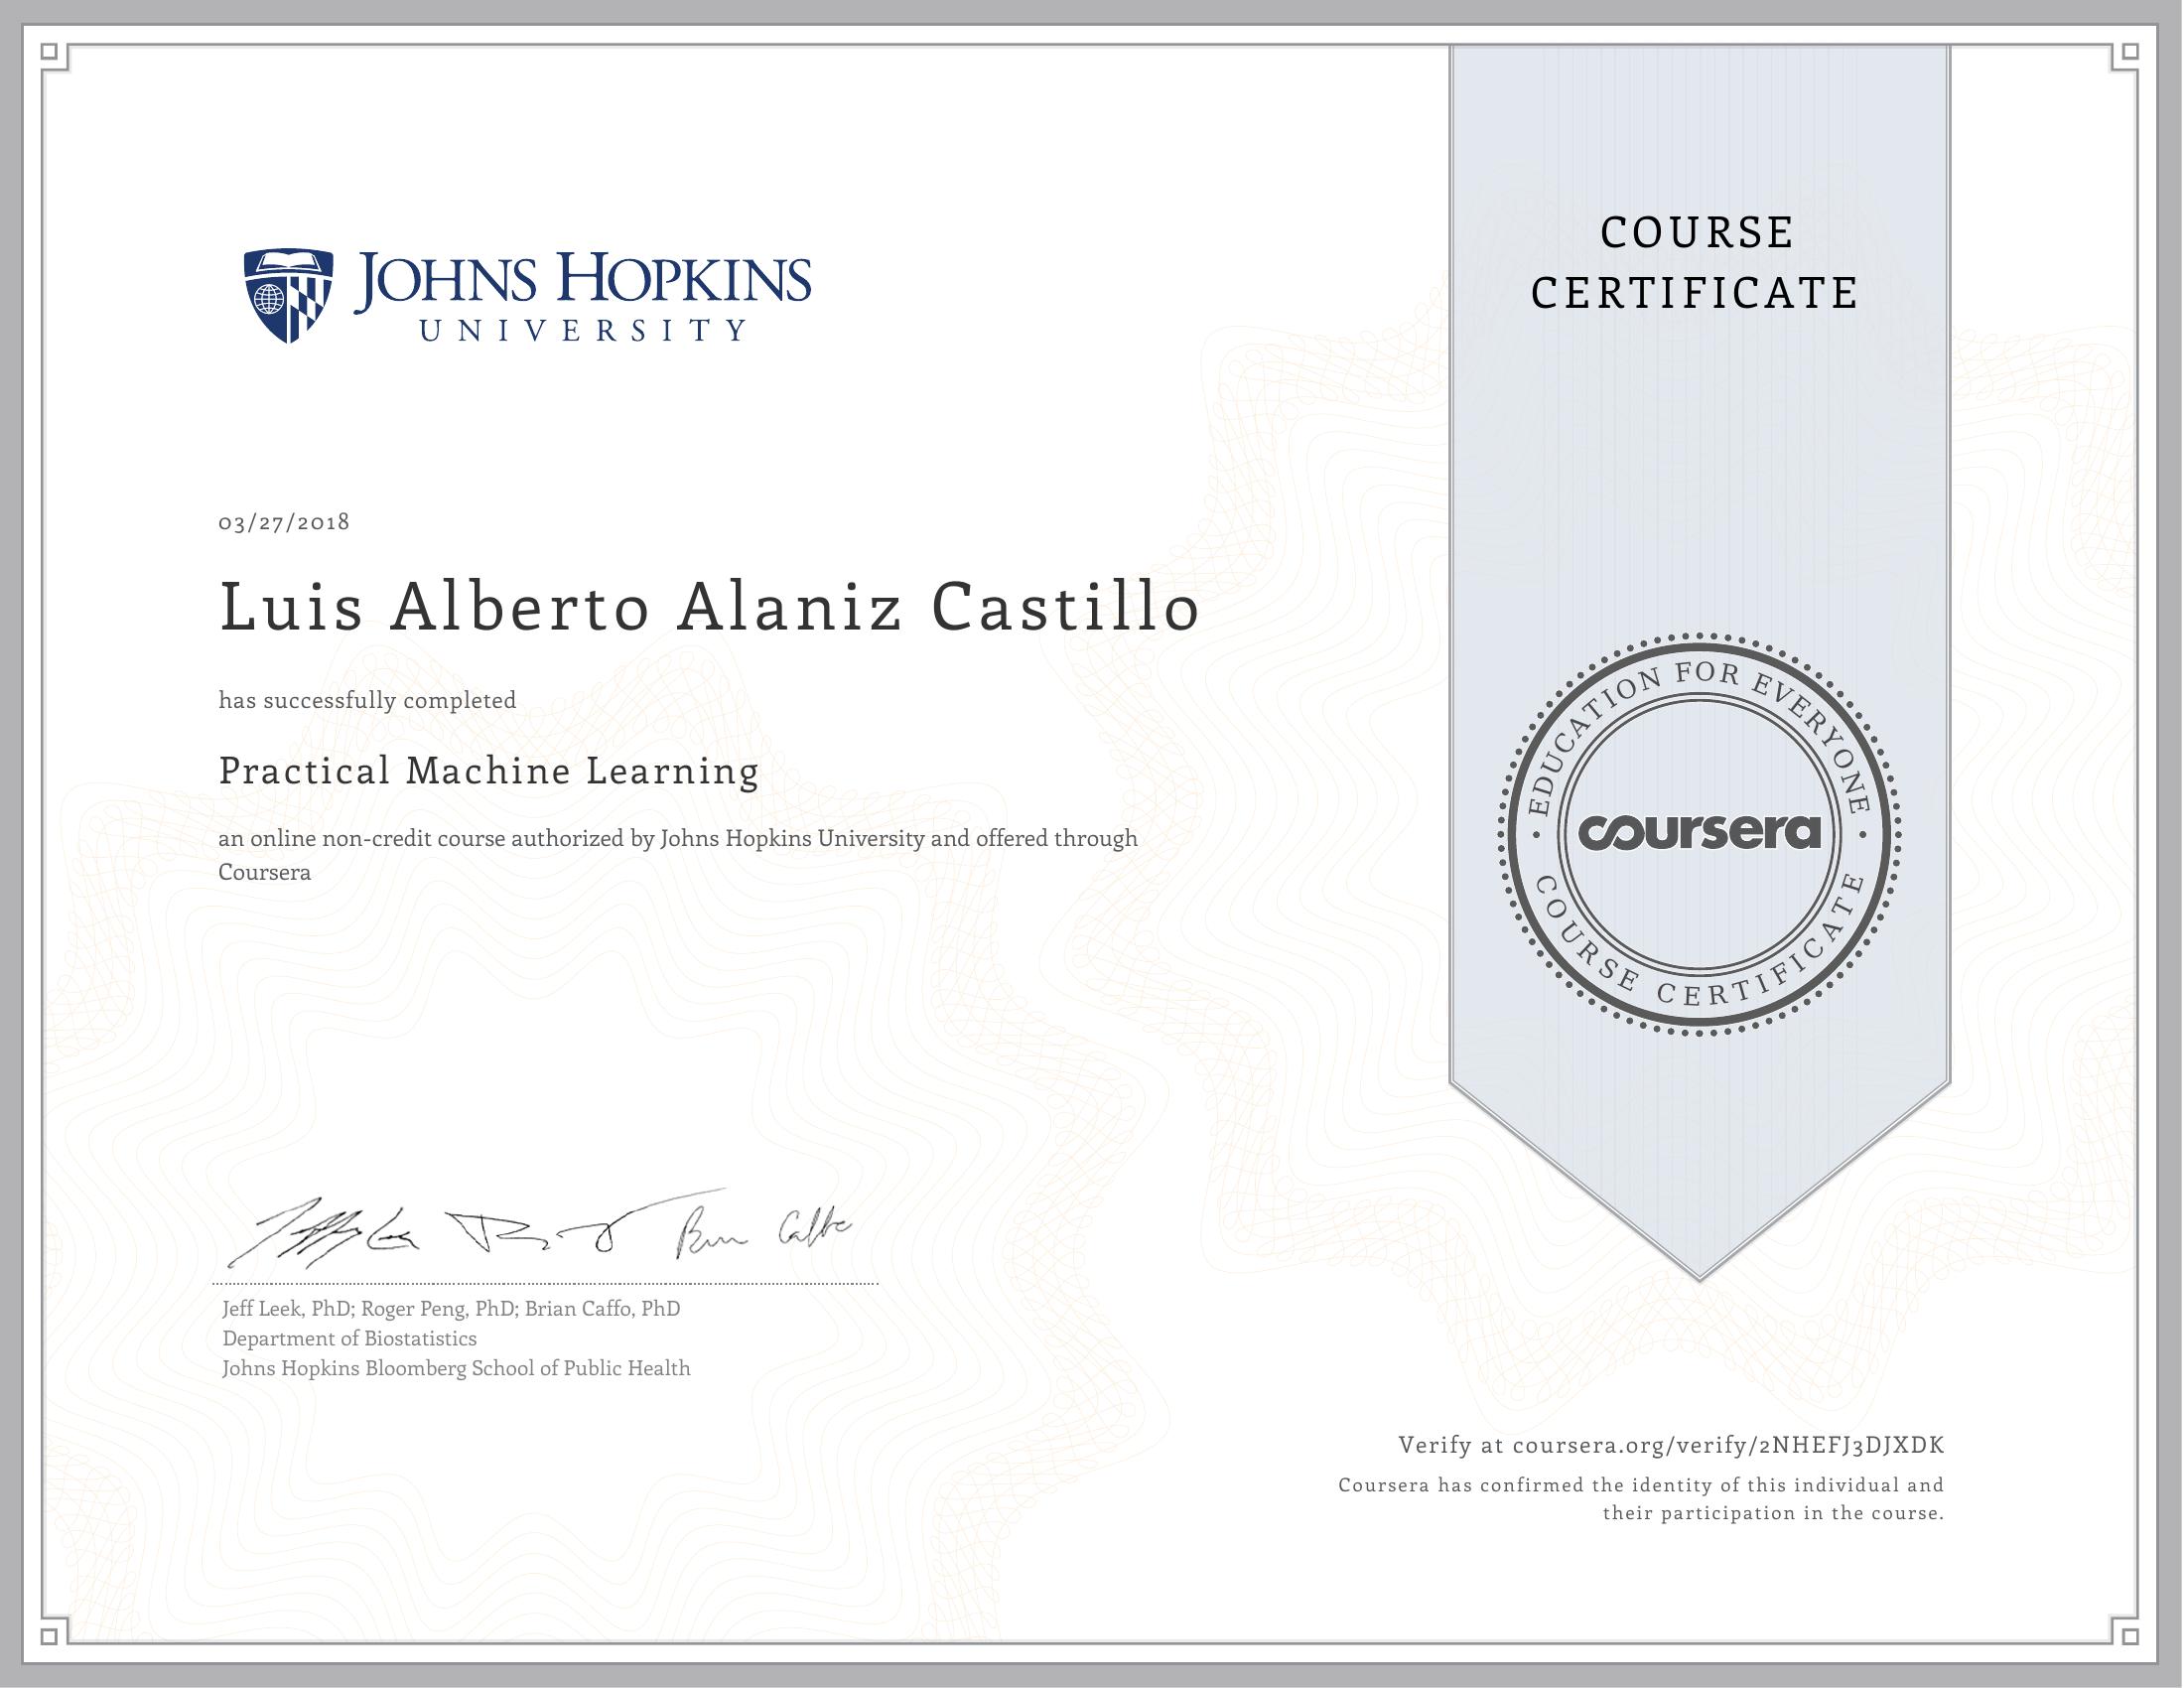 JOHNS HOPKINS
UNIVERSITY
COURSE
CERTIFICATE
03/27/2018
Luis Alberto Alaniz Castillo
has successfully completed
Practical Machine Learning
an online non-credit course authorized by Johns Hopkins University and offered through
Coursera
EDUCATION FOR EVERYONE
coursera
COURSE CERTIFICATE
Jeff Leek, PhD; Roger Peng, PhD; Brian Caffo, PhD
Department of Biostatistics
Johns Hopkins Bloomberg School of Public Health
Verify at coursera.org/verify/2NHEFJ3DJXDK
Coursera has confirmed the identity of this individual and
their participation in the course.